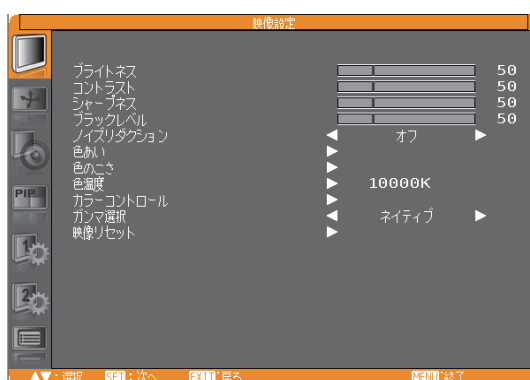 映像設定
ブライトネス 50
コントラスト 50
シャープネス 50
ブラックレベル 50
ノイズリダクション オフ
色あい
色のこさ
色温度 10000K
カラーコントロール
ガンマ選択 ネイティブ
映像リセット
PIP
1
2
▲▼:選択 SET:次へ EXIT:戻る MENU:終了